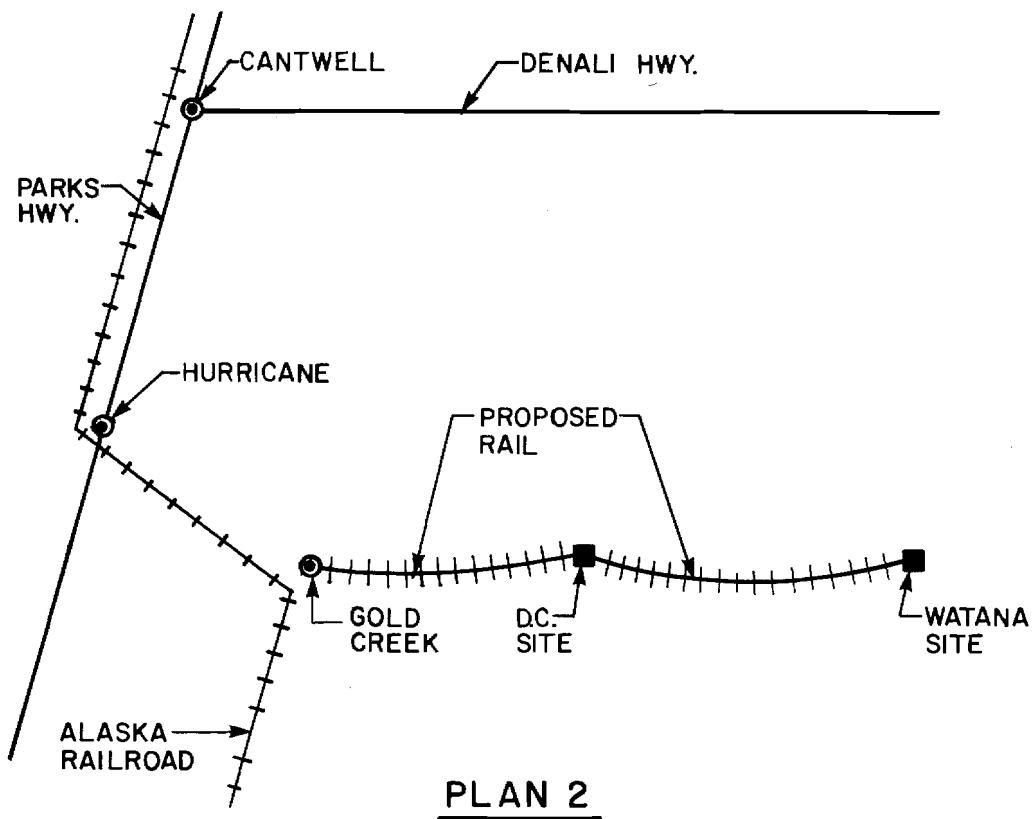 CANTWELL
DENALI HWY.
PARKS
HWY.
HURRICANE
PROPOSED
RAIL
GOLD
CREEK
D.C.
SITE
WATANA
SITE
ALASKA
RAILROAD
PLAN 2